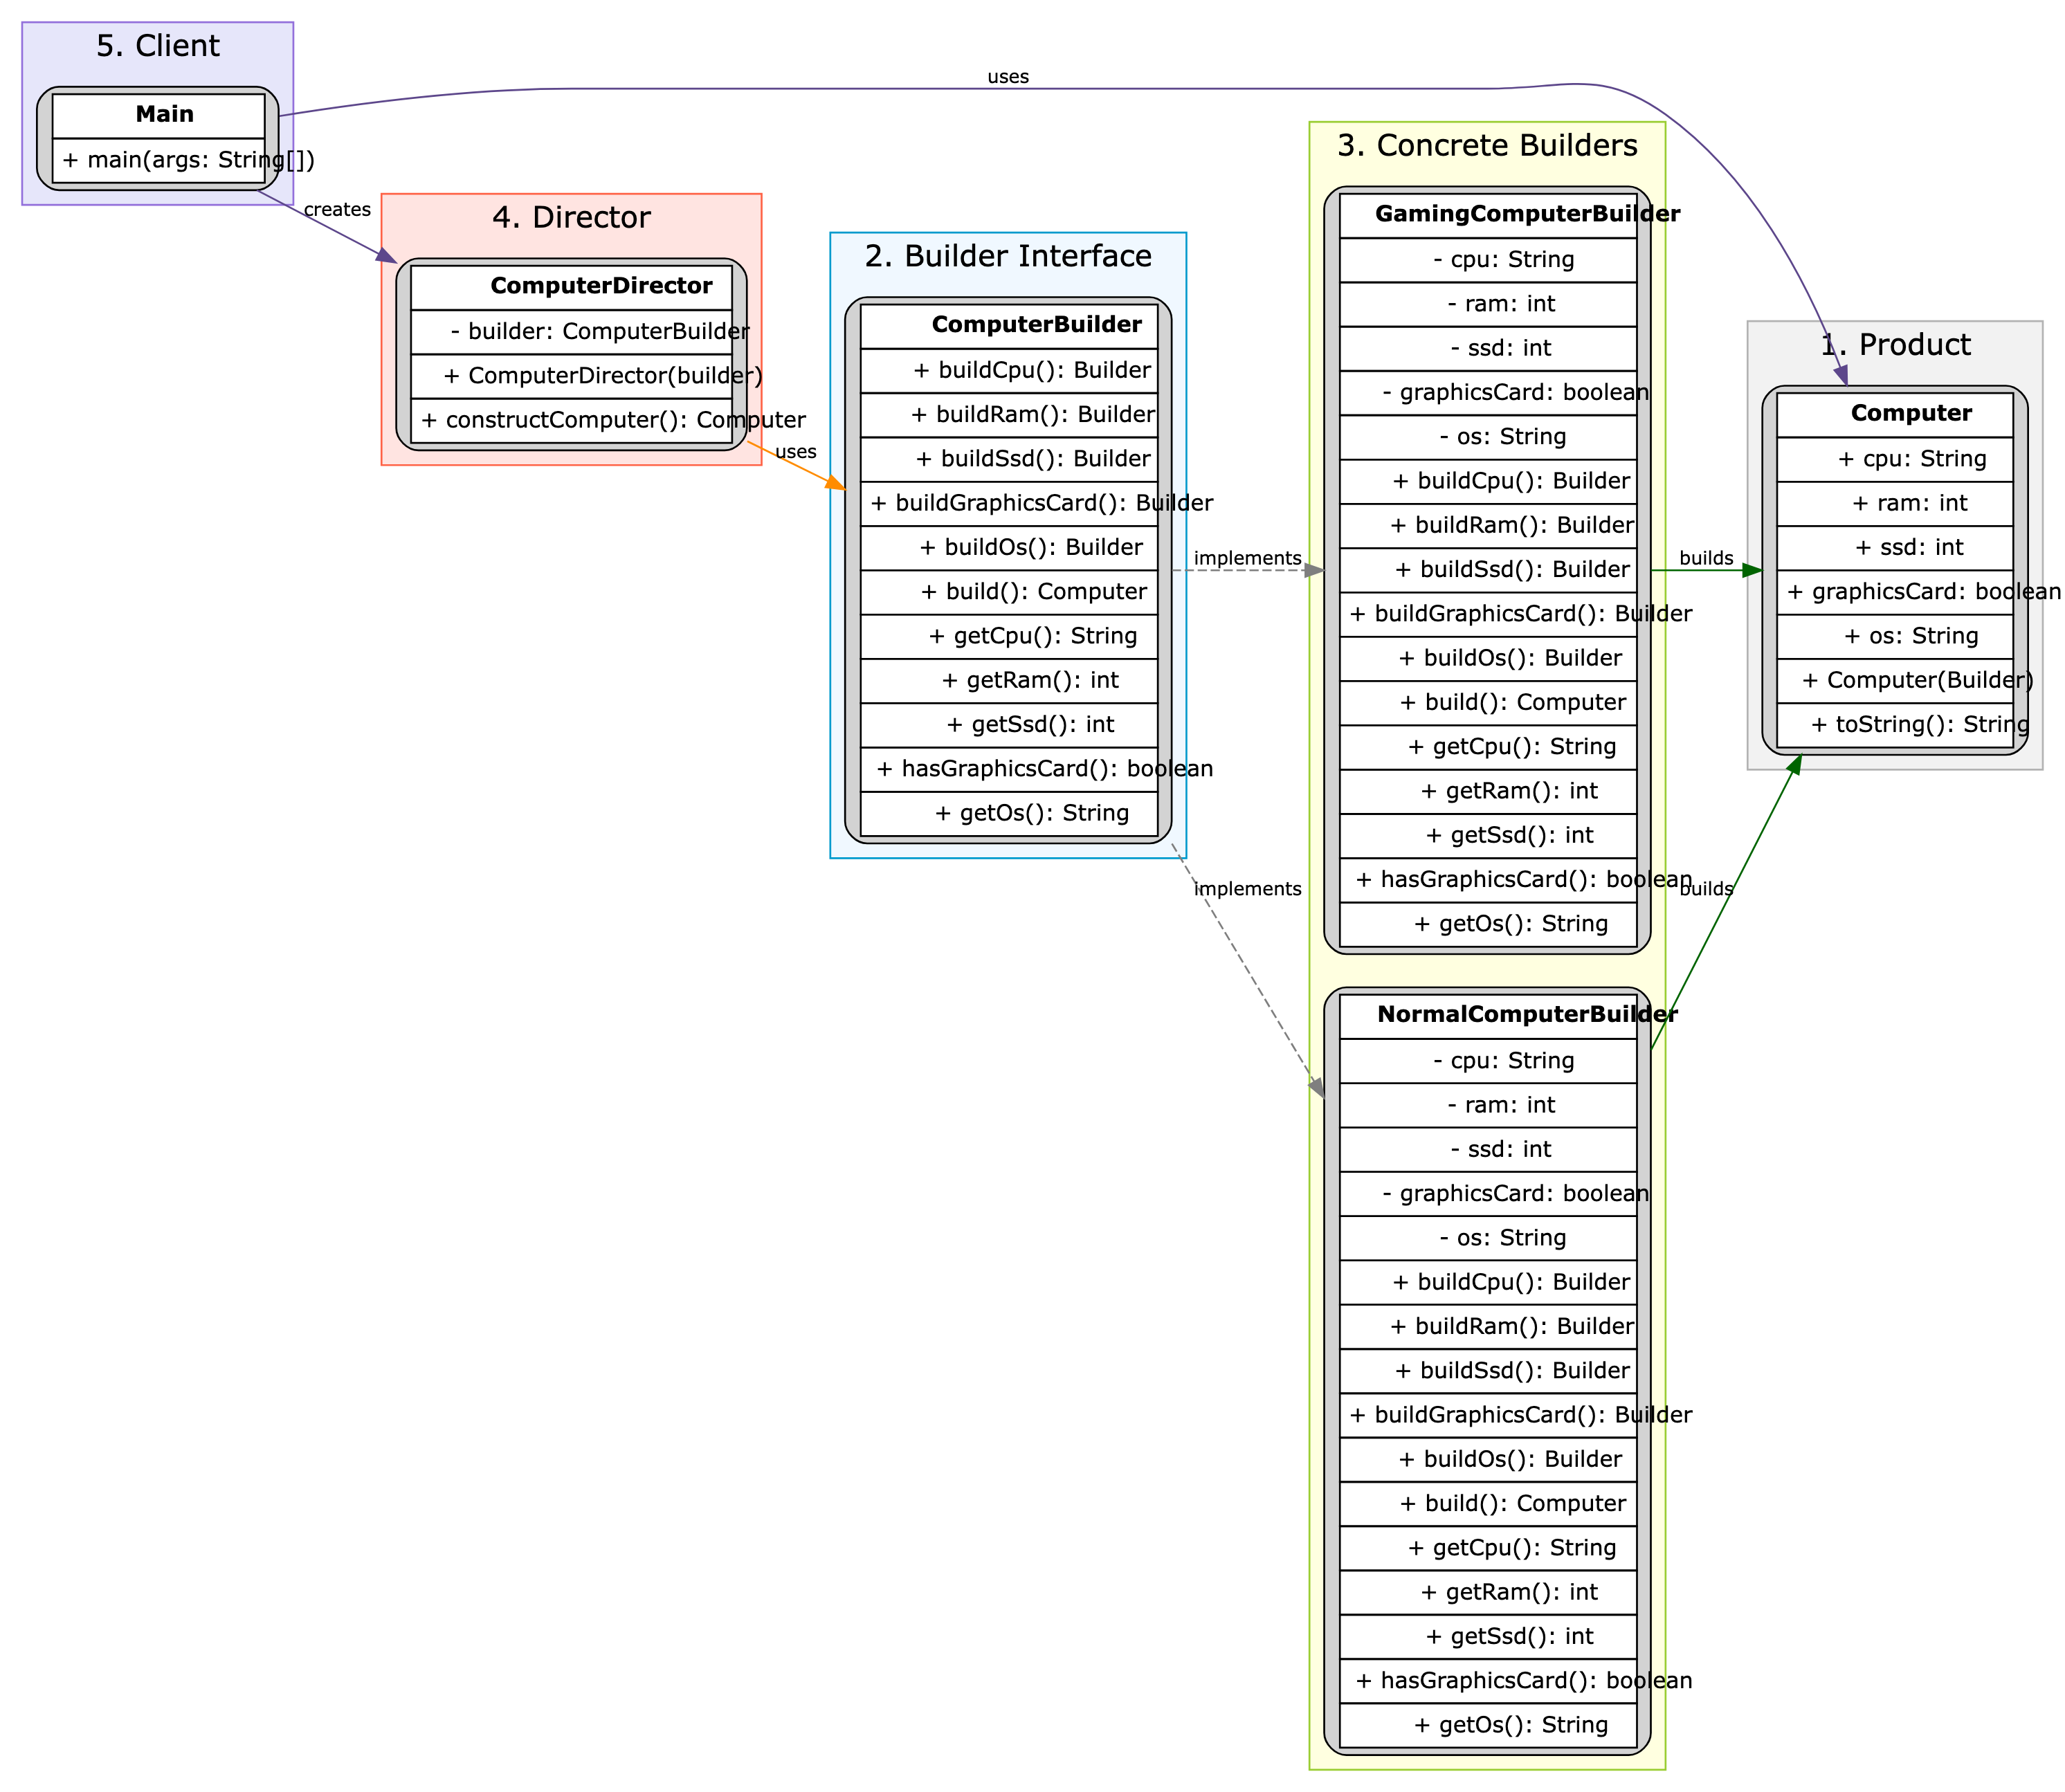 5. Client
Main
+ main(args: String[])
uses
creates
4. Director
ComputerDirector
- builder: ComputerBuilder
+ ComputerDirector(builder)
+ constructComputer(): Computer
uses
2. Builder Interface
ComputerBuilder
+ buildCpu(): Builder
+ buildRam(): Builder
+ buildSsd(): Builder
+ buildGraphicsCard(): Builder
+ buildOs(): Builder
+ build(): Computer
+ getCpu(): String
+ getRam(): int
+ getSsd(): int
+ hasGraphicsCard(): boolean
+ getOs(): String
implements
implements
3. Concrete Builders
GamingComputerBuilder
- cpu: String
- ram: int
- ssd: int
- graphicsCard: boolean
- os: String
+ buildCpu(): Builder
+ buildRam(): Builder
+ buildSsd(): Builder
+ buildGraphicsCard(): Builder
+ buildOs(): Builder
+ build(): Computer
+ getCpu(): String
+ getRam(): int
+ getSsd(): int
+ hasGraphicsCard(): boolean
+ getOs(): String
NormalComputerBuilder
- cpu: String
- ram: int
- ssd: int
- graphicsCard: boolean
- os: String
+ buildCpu(): Builder
+ buildRam(): Builder
+ buildSsd(): Builder
+ buildGraphicsCard(): Builder
+ buildOs(): Builder
+ build(): Computer
+ getCpu(): String
+ getRam(): int
+ getSsd(): int
+ hasGraphicsCard(): boolean
+ getOs(): String
builds
builds
1. Product
Computer
+ cpu: String
+ ram: int
+ ssd: int
+ graphicsCard: boolean
+ os: String
+ Computer(Builder)
+ toString(): String